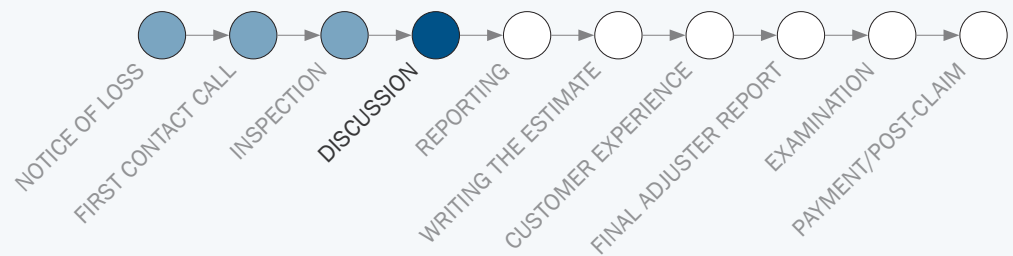 NOTICE OF LOSS
FIRST CONTACT CALL
INSPECTION
DISCUSSION
REPORTING
WRITING THE ESTIMATE
CUSTOMER EXPERIENCE
FINAL ADJUSTER REPORT
EXAMINATION
PAYMENT/POST-CLAIM